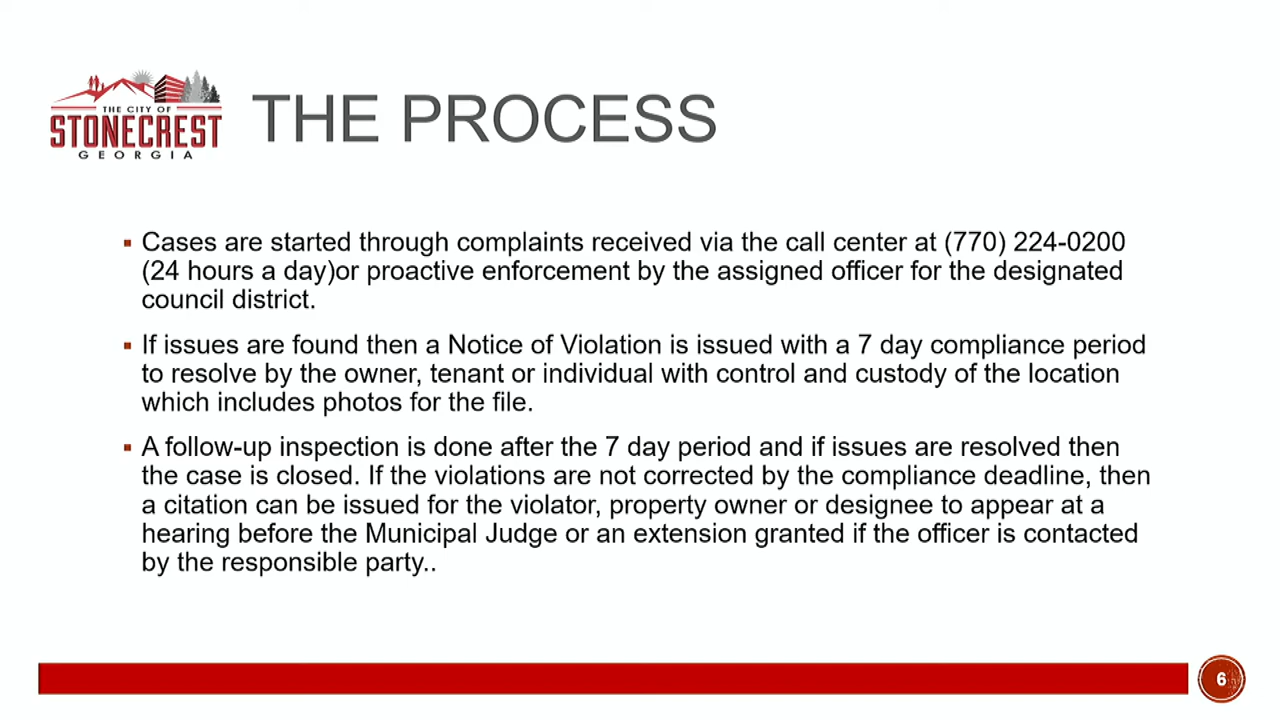 THE CITY OF
STONECREST
GEORGIA
THE PROCESS
▪ Cases are started through complaints received via the call center at (770) 224-0200
(24 hours a day)or proactive enforcement by the assigned officer for the designated
council district.
▪ If issues are found then a Notice of Violation is issued with a 7 day compliance period
to resolve by the owner, tenant or individual with control and custody of the location
which includes photos for the file.
▪ A follow-up inspection is done after the 7 day period and if issues are resolved then
the case is closed. If the violations are not corrected by the compliance deadline, then
a citation can be issued for the violator, property owner or designee to appear at a
hearing before the Municipal Judge or an extension granted if the officer is contacted
by the responsible party..
6